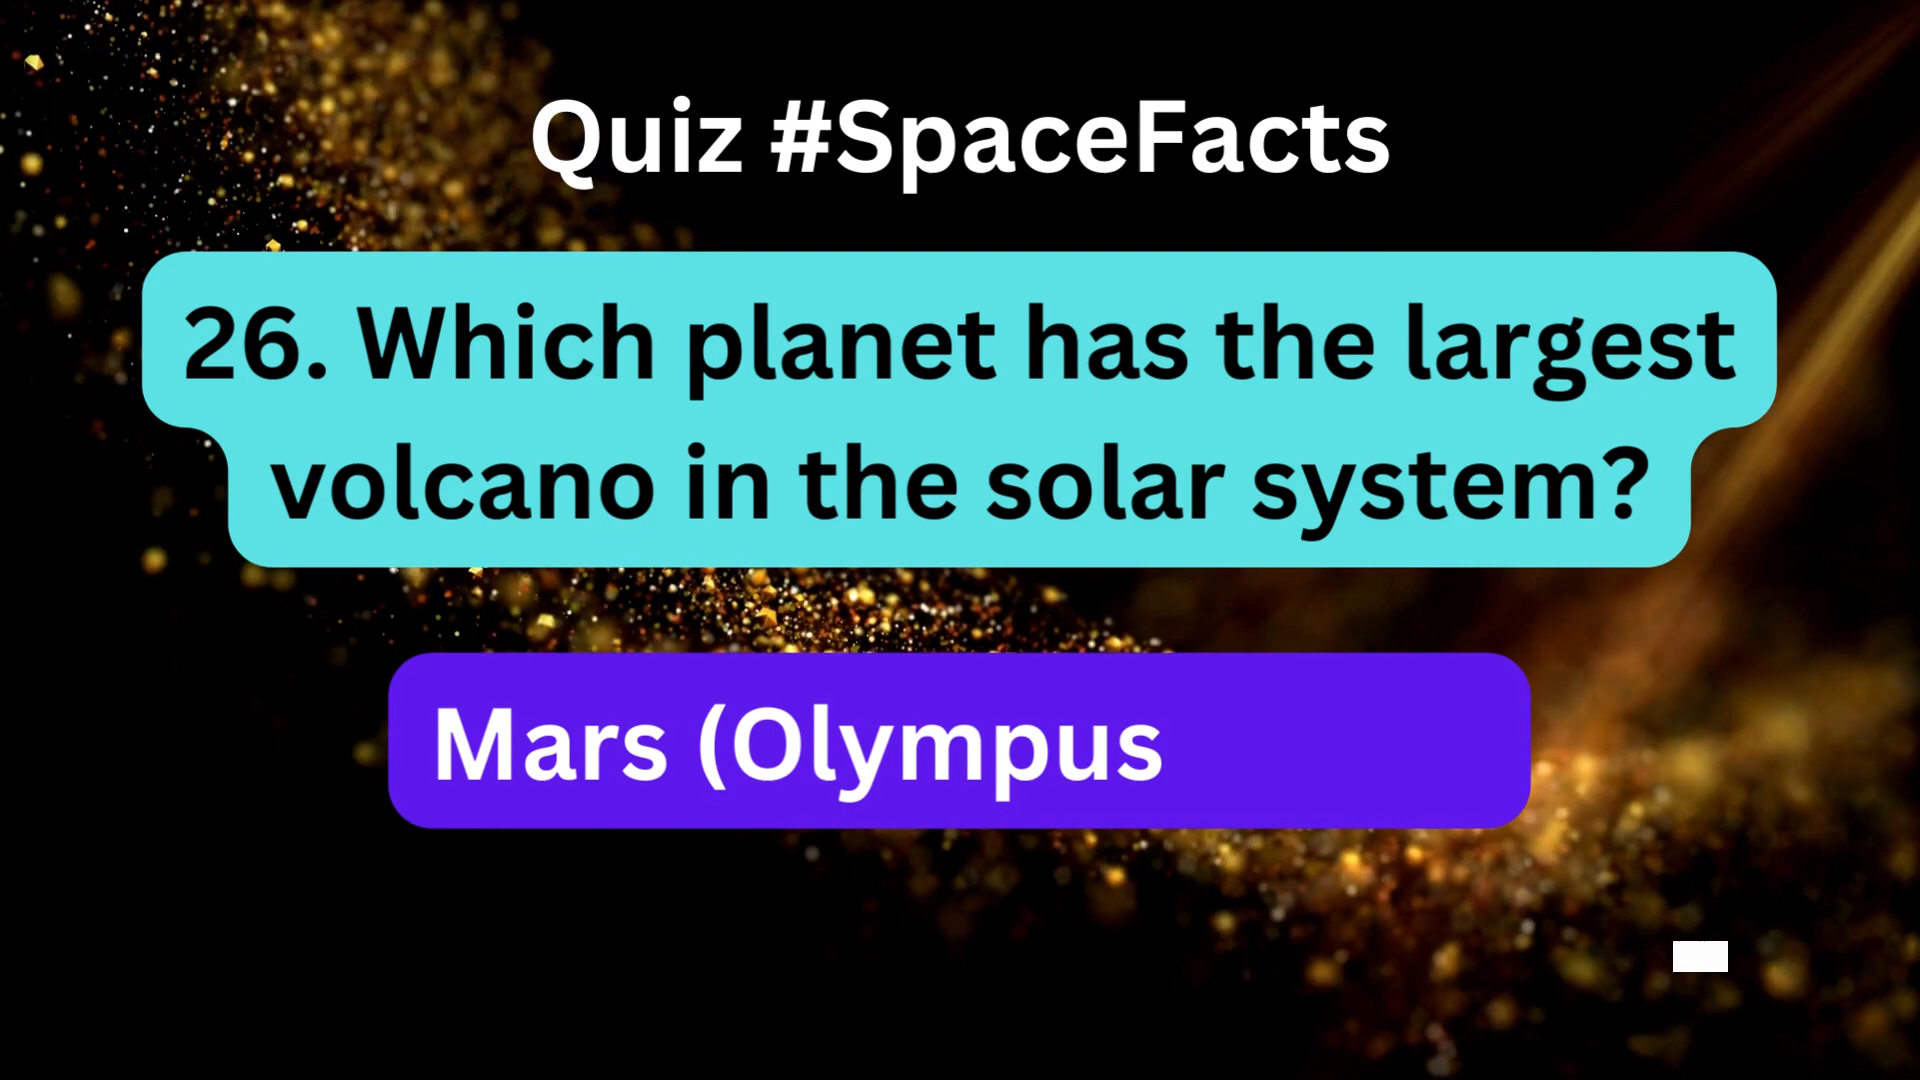 Quiz #SpaceFacts
26. Which planet has the largest
volcano in the solar system?
Mars (Olympus